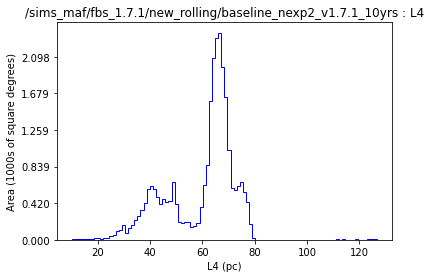 /sims_maf/fbs_1.7.1/new_rolling/baseline_nexp2_v1.7.1_10yrs : L4
Area (1000s of square degrees)
2.098
1.679
1.259
0.839
0.420
0.000
20 40 60 80 100 120
L4 (pc)